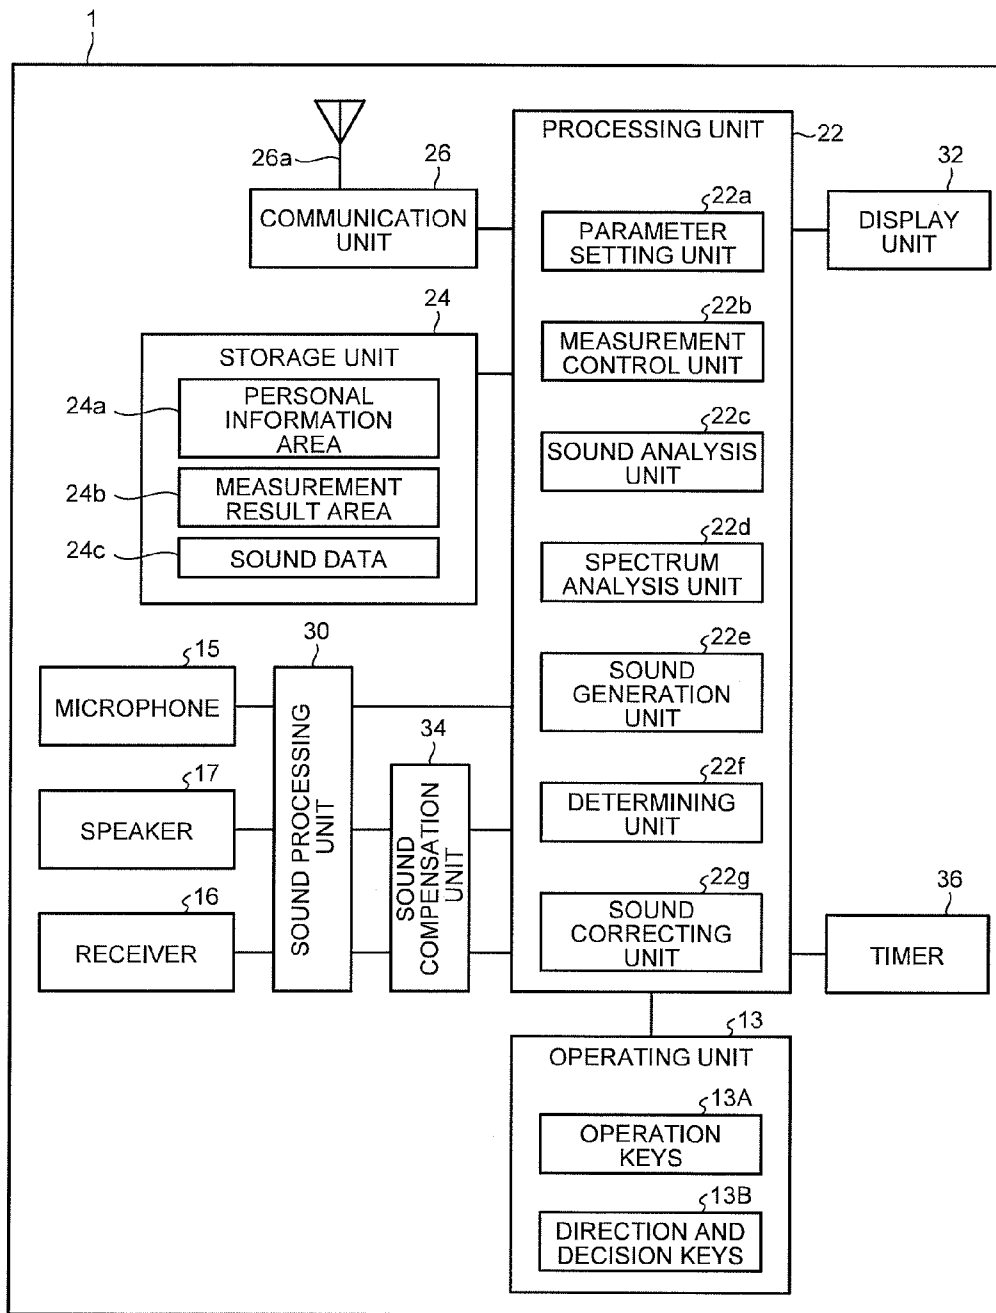 1
26a
26
COMMUNICATION
UNIT
PROCESSING UNIT
22
22a
PARAMETER
SETTING UNIT
22b
MEASUREMENT
CONTROL UNIT
22c
SOUND ANALYSIS
UNIT
22d
SPECTRUM
ANALYSIS UNIT
22e
SOUND
GENERATION
UNIT
22f
DETERMINING
UNIT
22g
SOUND
CORRECTING
UNIT
32
DISPLAY
UNIT
24
STORAGE UNIT
24a
PERSONAL
INFORMATION
AREA
24b
MEASUREMENT
RESULT AREA
24c
SOUND DATA
15
MICROPHONE
17
SPEAKER
16
RECEIVER
30
SOUND PROCESSING
UNIT
34
SOUND
COMPENSATION
UNIT
36
TIMER
13
OPERATING UNIT
13A
OPERATION
KEYS
13B
DIRECTION AND
DECISION KEYS